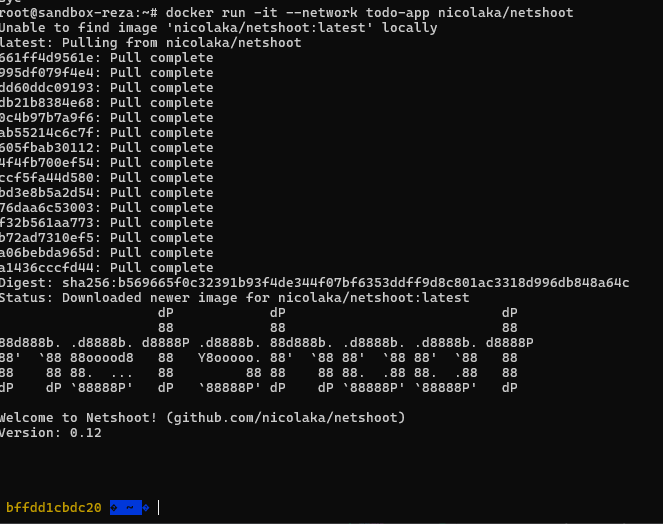 bye
root@sandbox-reza:~# docker run -it --network todo-app nicolaka/netshoot
Unable to find image 'nicolaka/netshoot:latest' locally
latest: Pulling from nicolaka/netshoot
661ff4d9561e: Pull complete
995df079f4e4: Pull complete
dd60ddc09193: Pull complete
db21b8384e68: Pull complete
0c4b97b7a9f6: Pull complete
ab55214c6c7f: Pull complete
605fbab30112: Pull complete
4f4fb700ef54: Pull complete
ccf5fa44d580: Pull complete
bd3e8b5a2d54: Pull complete
76daa6c53003: Pull complete
f32b561aa773: Pull complete
b72ad7310ef5: Pull complete
a06bebda965d: Pull complete
a1436cccfd44: Pull complete
Digest: sha256:b569665f0c32391b93f4de344f07bf6353ddff9d8c801ac3318d996db848a64c
Status: Downloaded newer image for nicolaka/netshoot:latest
                    dP            dP                           dP
                    88            88                           88
88d888b. .d8888b. d8888P .d8888b. 88d888b. .d8888b. .d8888b. d8888P
88'  `88 88ooood8   88   Y8ooooo. 88'  `88 88'  `88 88'  `88   88
88    88 88.  ...   88         88 88    88 88.  .88 88.  .88   88
dP    dP `88888P'   dP   `88888P' dP    dP `88888P' `88888P'   dP
Welcome to Netshoot! (github.com/nicolaka/netshoot)
Version: 0.12
bffdd1cbdc20 � ~ �